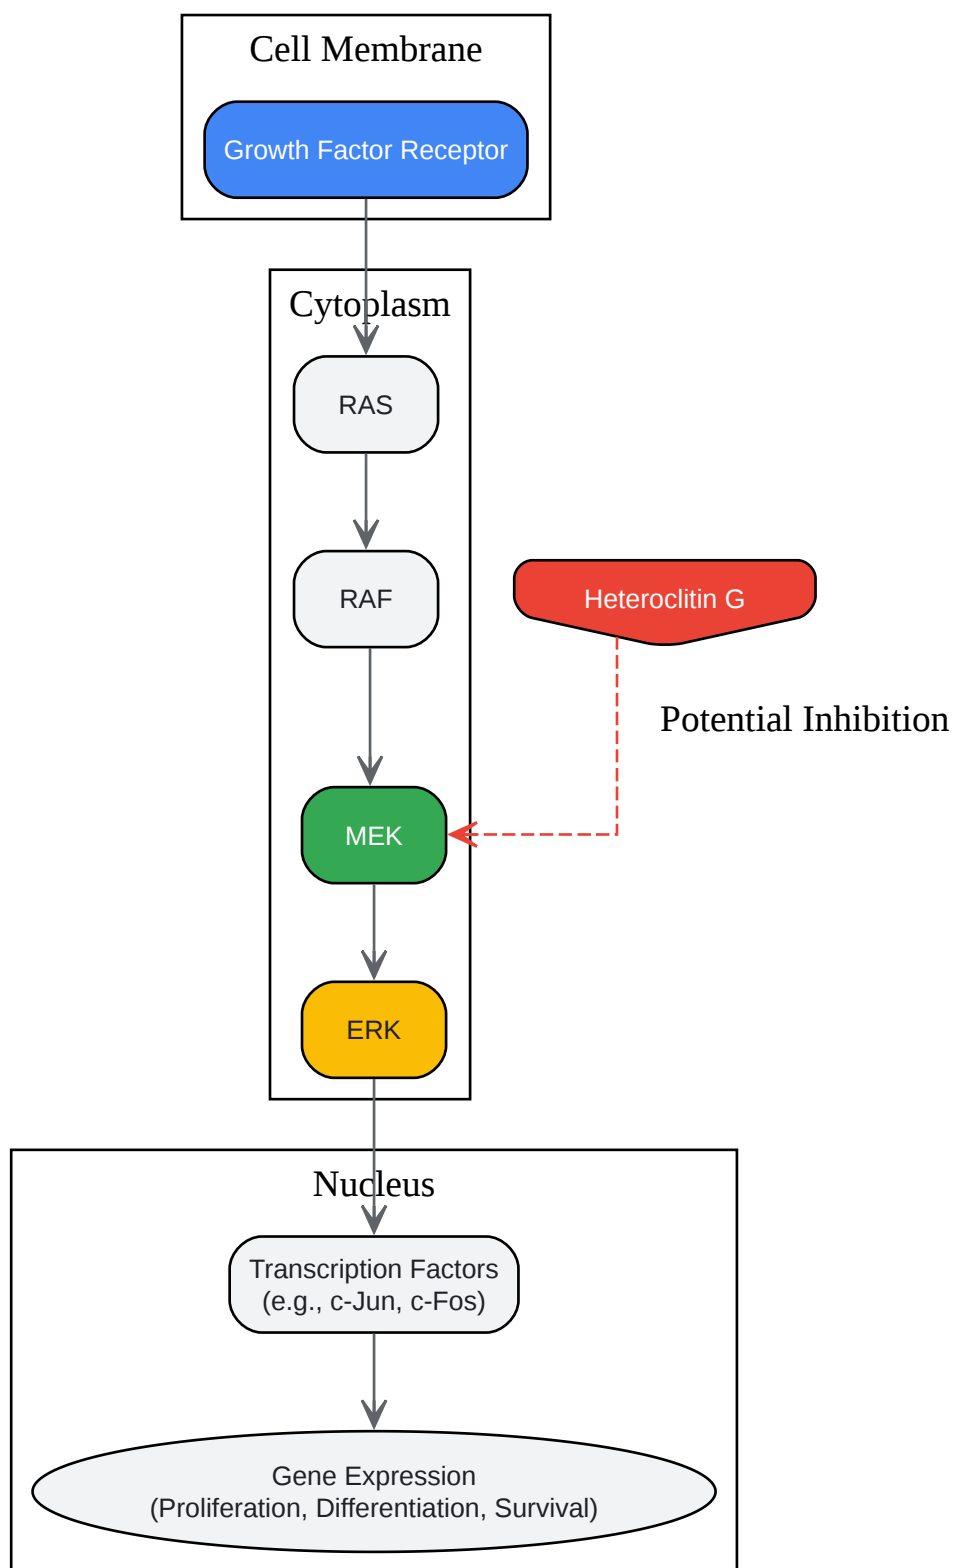 Cell Membrane
Growth Factor Receptor
Cytoplasm
RAS
RAF
Heteroclitin G
Potential Inhibition
MEK
ERK
Nucleus
Transcription Factors
(e.g., c-Jun, c-Fos)
Gene Expression
(Proliferation, Differentiation, Survival)